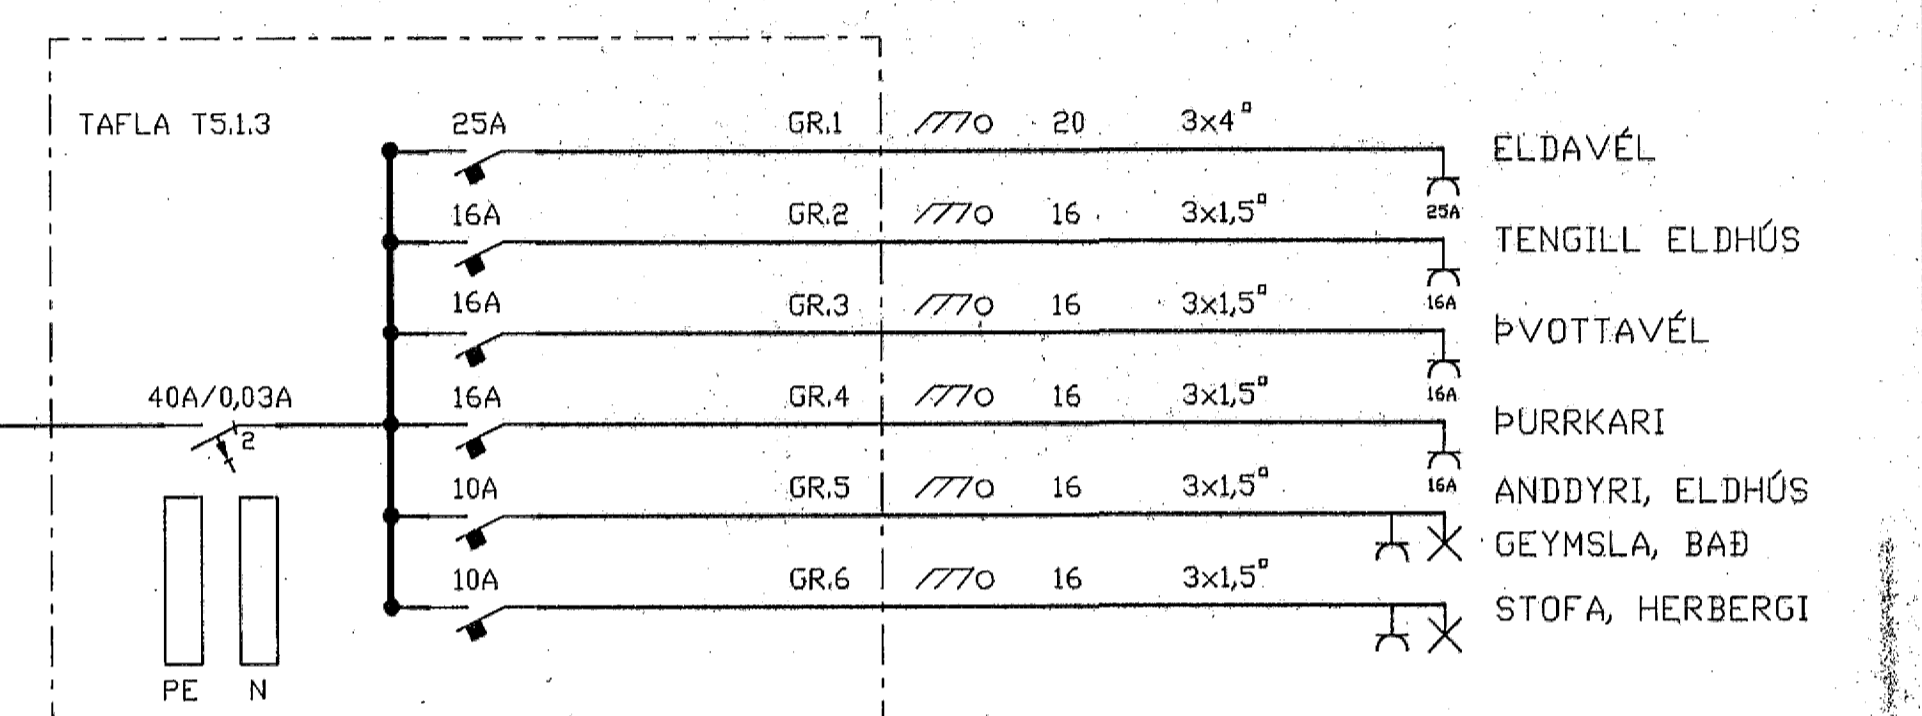 TAFLA T5.1.3 25A GR.1 20 3x4▫ ELDAVÉL
25A
16A GR.2 16 3x1,5▫ TENGILL ELDHÚS
16A
16A GR.3 16 3x1,5▫ ÞVOTTAVÉL
16A
40A/0,03A 16A GR.4 16 3x1,5▫ ÞURRKARI
2
16A
10A GR.5 16 3x1,5▫ ANDDYRI, ELDHÚS
GEYMSLA, BAÐ
10A GR.6 16 3x1,5▫ STOFA, HERBERGI
PE N